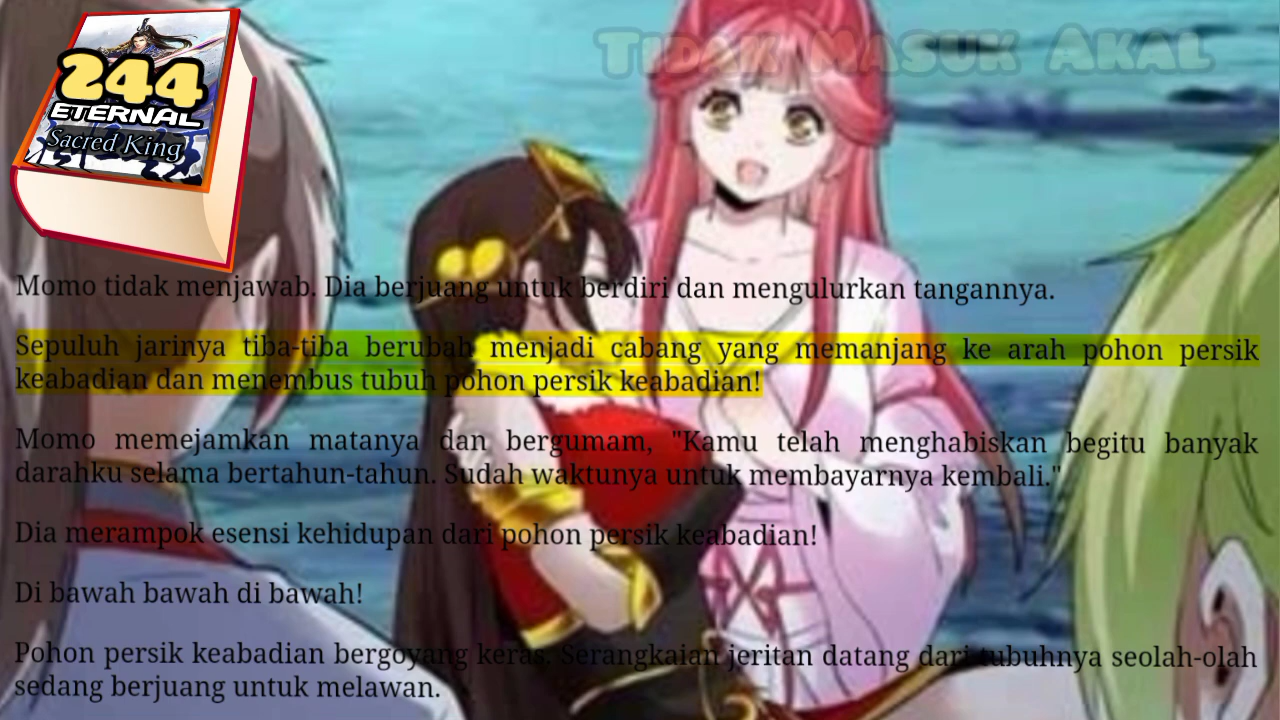 Tidak Masuk Akal
244
ETERNAL
Sacred King
Momo tidak menjawab. Dia berjuang untuk berdiri dan mengulurkan tangannya.
Sepuluh jarinya tiba-tiba berubah menjadi cabang yang memanjang ke arah pohon persik
keabadian dan menembus tubuh pohon persik keabadian!
Momo memejamkan matanya dan bergumam, "Kamu telah menghabiskan begitu banyak
darahku selama bertahun-tahun. Sudah waktunya untuk membayarnya kembali."
Dia merampok esensi kehidupan dari pohon persik keabadian!
Di bawah bawah di bawah!
Pohon persik keabadian bergoyang keras. Serangkaian jeritan datang dari tubuhnya seolah-olah
sedang berjuang untuk melawan.